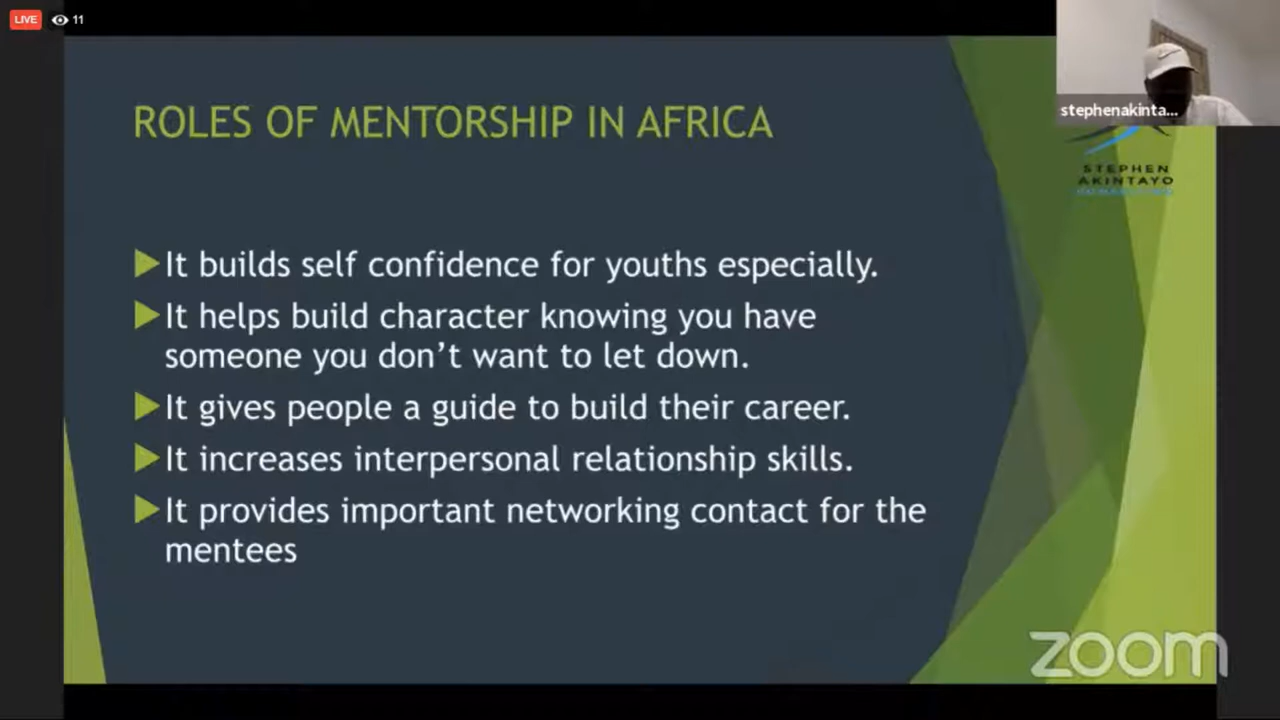 LIVE 11
stephenakinta...
ROLES OF MENTORSHIP IN AFRICA
STEPHEN
AKINTAYO
It builds self confidence for youths especially.
It helps build character knowing you have
someone you don’t want to let down.
It gives people a guide to build their career.
It increases interpersonal relationship skills.
It provides important networking contact for the
mentees
zoom